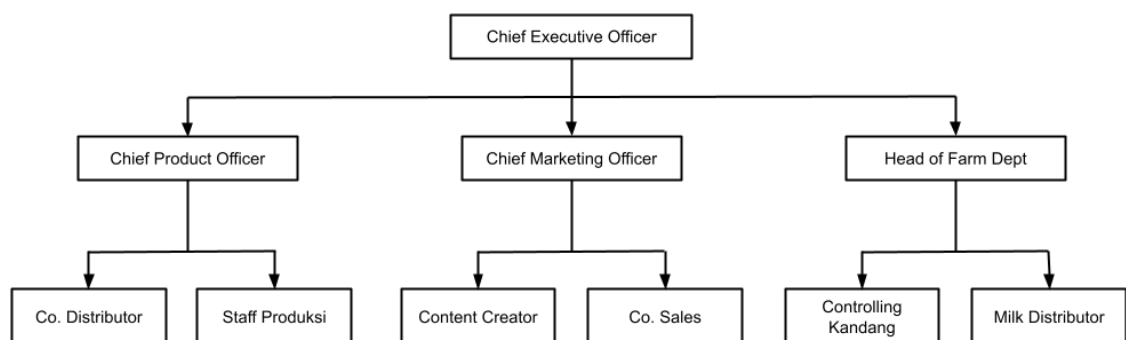 Chief Executive Officer
Chief Product Officer
Chief Marketing Officer
Head of Farm Dept
Co. Distributor
Staff Produksi
Content Creator
Co. Sales
Controlling
Kandang
Milk Distributor